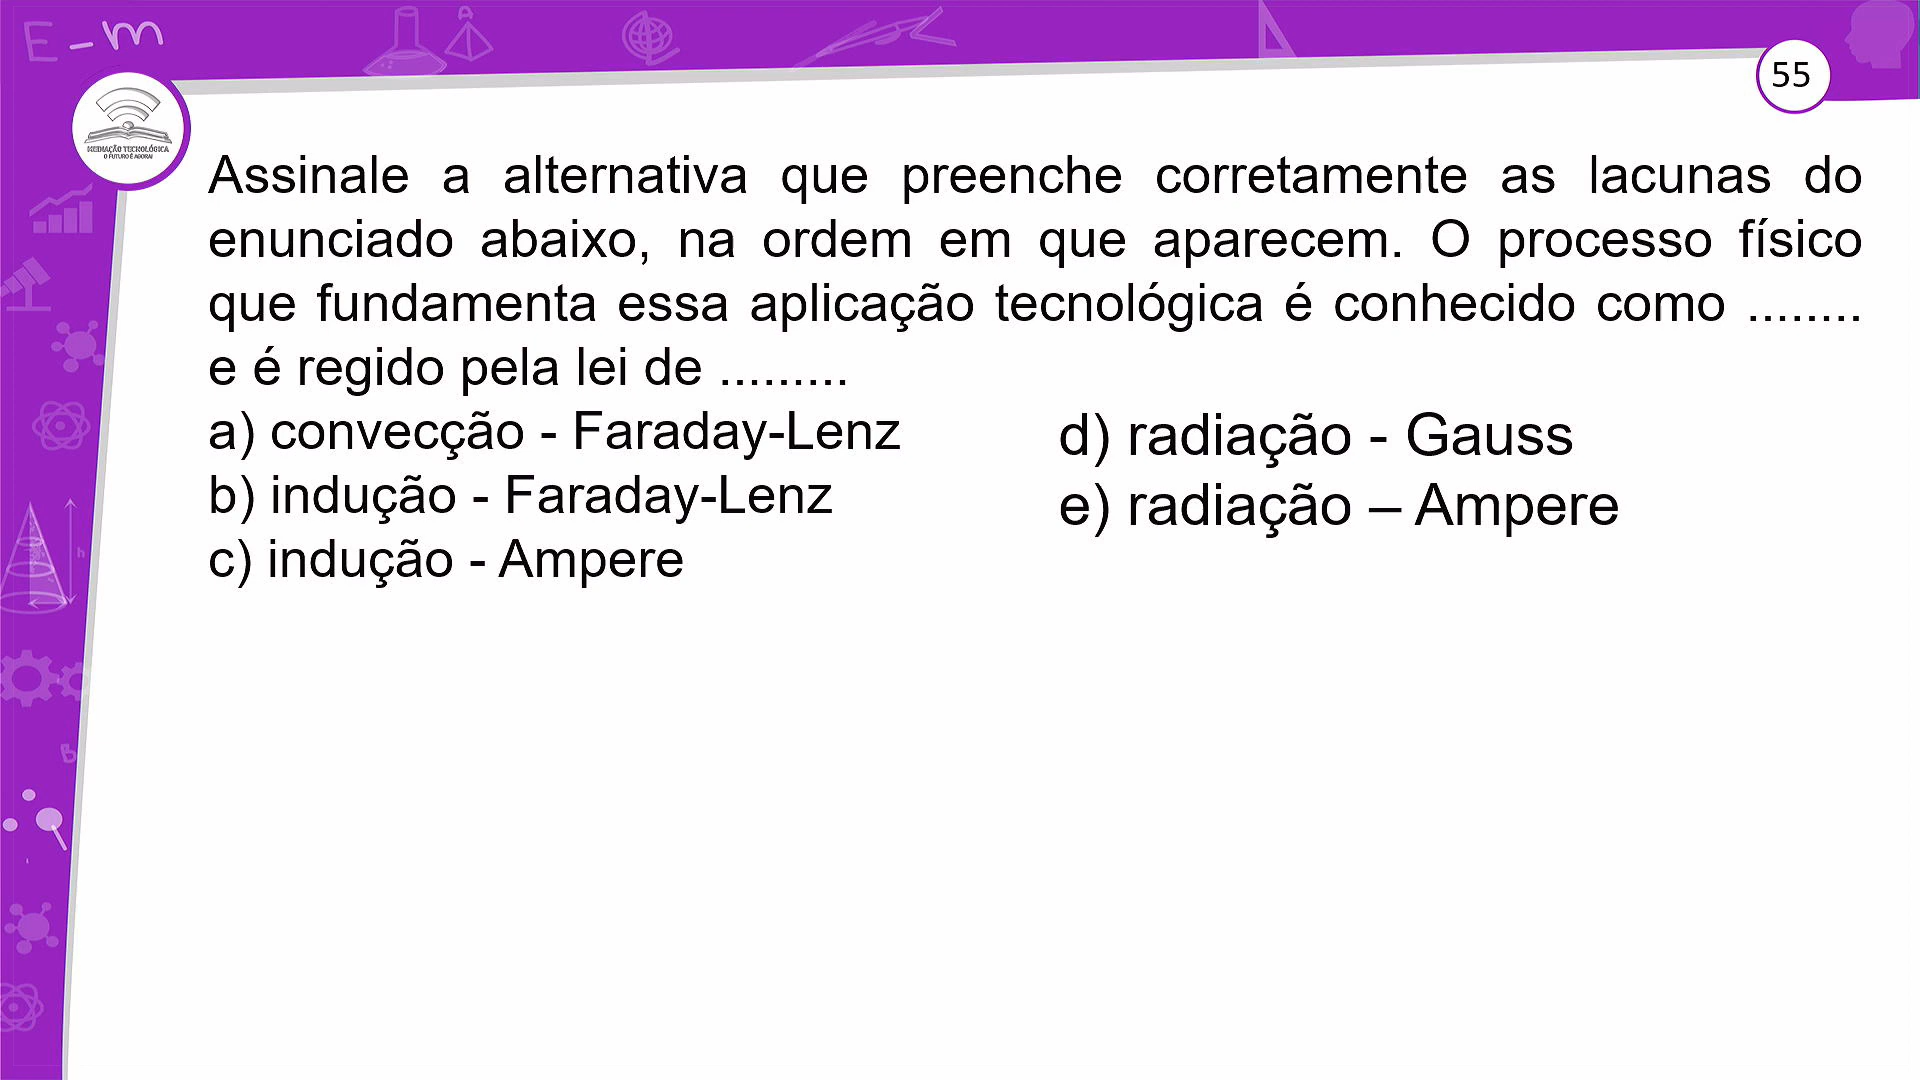 E-m
55
MEDIAÇÃO TECNOLÓGICA
O FUTURO É AGORA!
Assinale a alternativa que preenche corretamente as lacunas do
enunciado abaixo, na ordem em que aparecem. O processo físico
que fundamenta essa aplicação tecnológica é conhecido como ........
e é regido pela lei de .........
a) convecção - Faraday-Lenz
b) indução - Faraday-Lenz
c) indução - Ampere
d) radiação - Gauss
e) radiação – Ampere
A
h
B